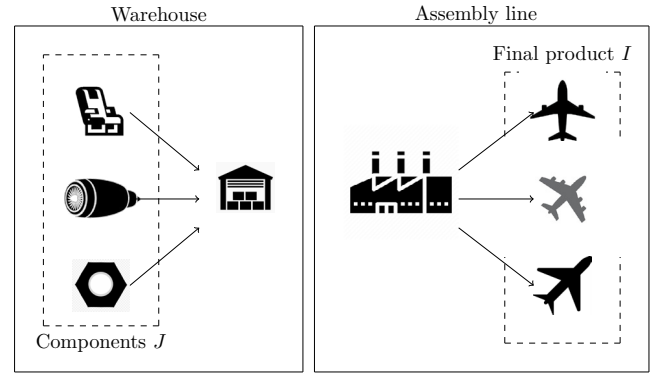 Warehouse
Assembly line
Final product I
Components J